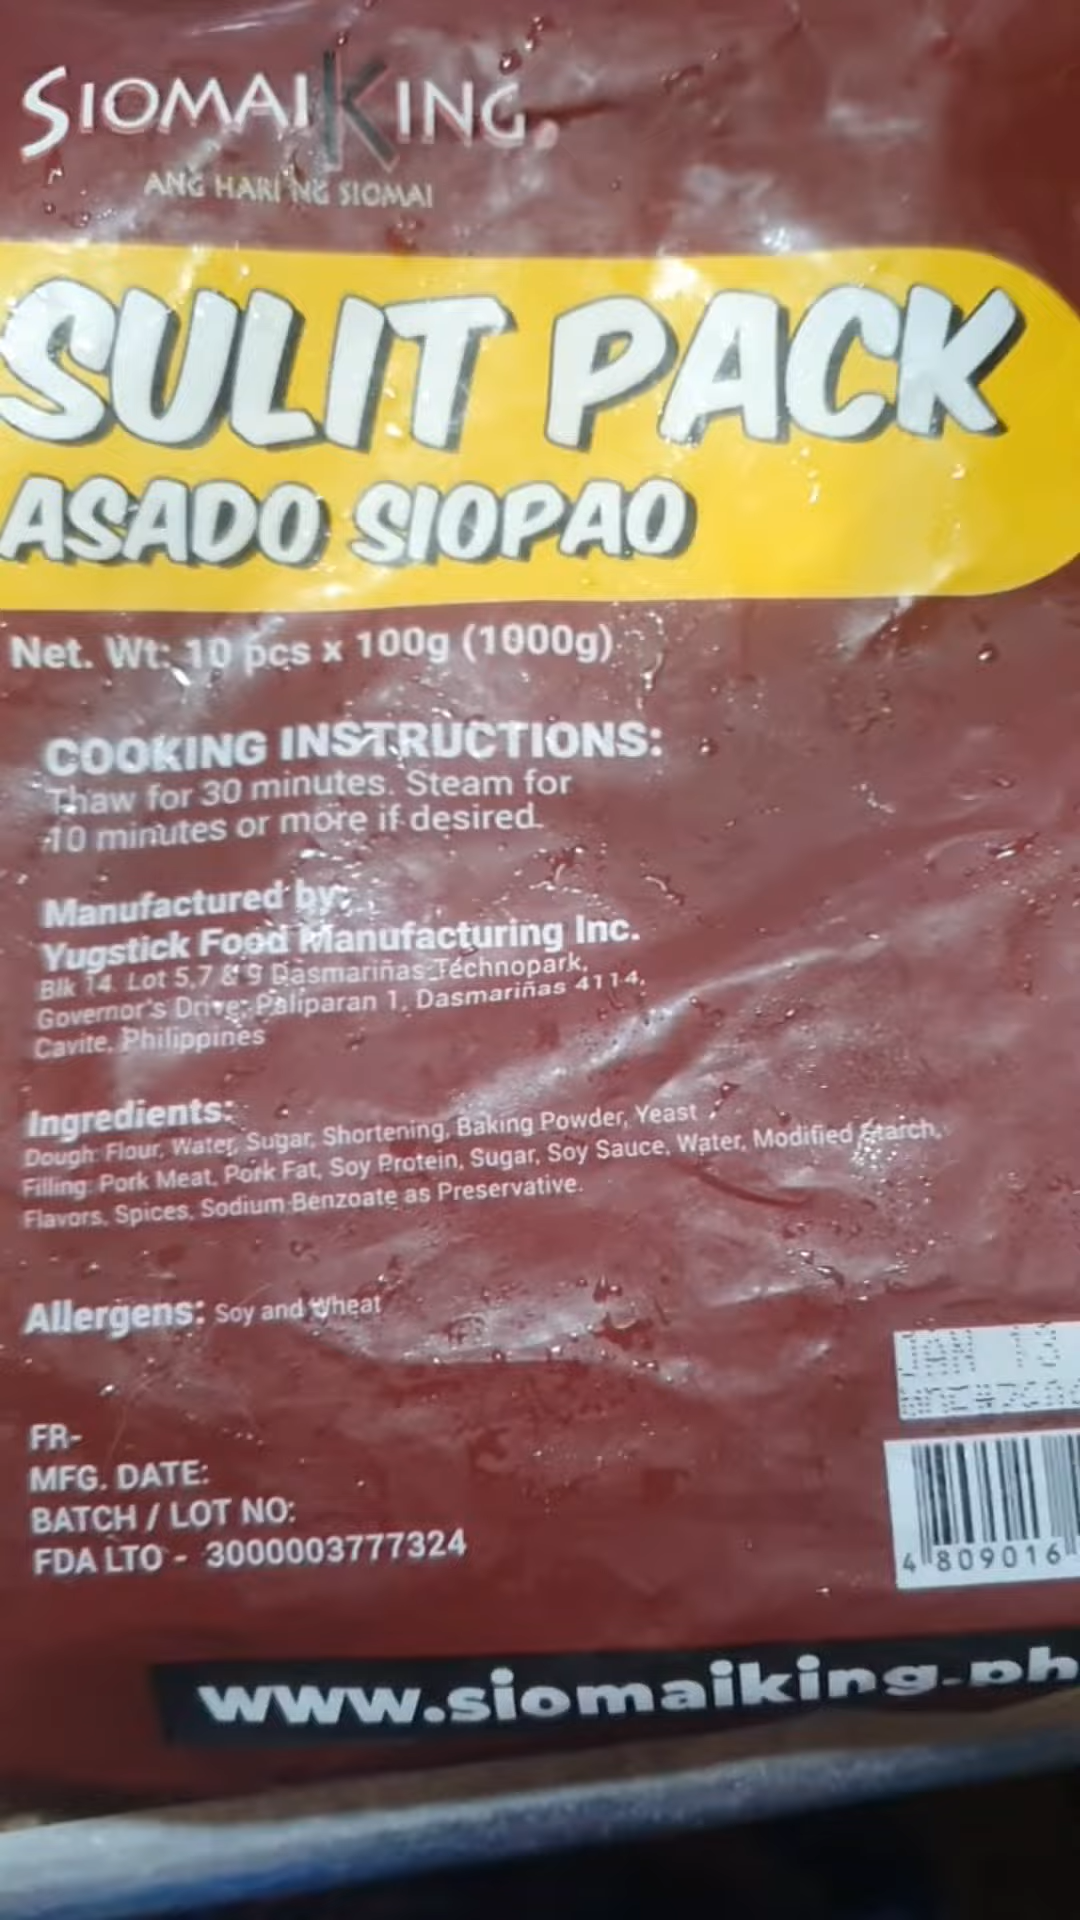 SIOMAI KING
ANG HARI NG SIOMAI
SULIT PACK
ASADO SIOPAO
Net. Wt: 10 pcs x 100g (1000g)
COOKING INSTRUCTIONS:
Thaw for 30 minutes. Steam for
10 minutes or more if desired.
Manufactured by:
Yugstick Food Manufacturing Inc.
Blk 14. Lot 5,7 & 9 Dasmariñas Technopark,
Governor's Drive, Paliparan 1, Dasmariñas 4114,
Cavite, Philippines
Ingredients:
Dough: Flour, Water, Sugar, Shortening, Baking Powder, Yeast
Filling: Pork Meat, Pork Fat, Soy Protein, Sugar, Soy Sauce, Water, Modified Starch,
Flavors, Spices, Sodium Benzoate as Preservative.
Allergens: Soy and Wheat
JAN 13
FR-
MFG. DATE:
BATCH / LOT NO:
FDA LTO - 3000003777324
4 809016
www.siomaiking.ph